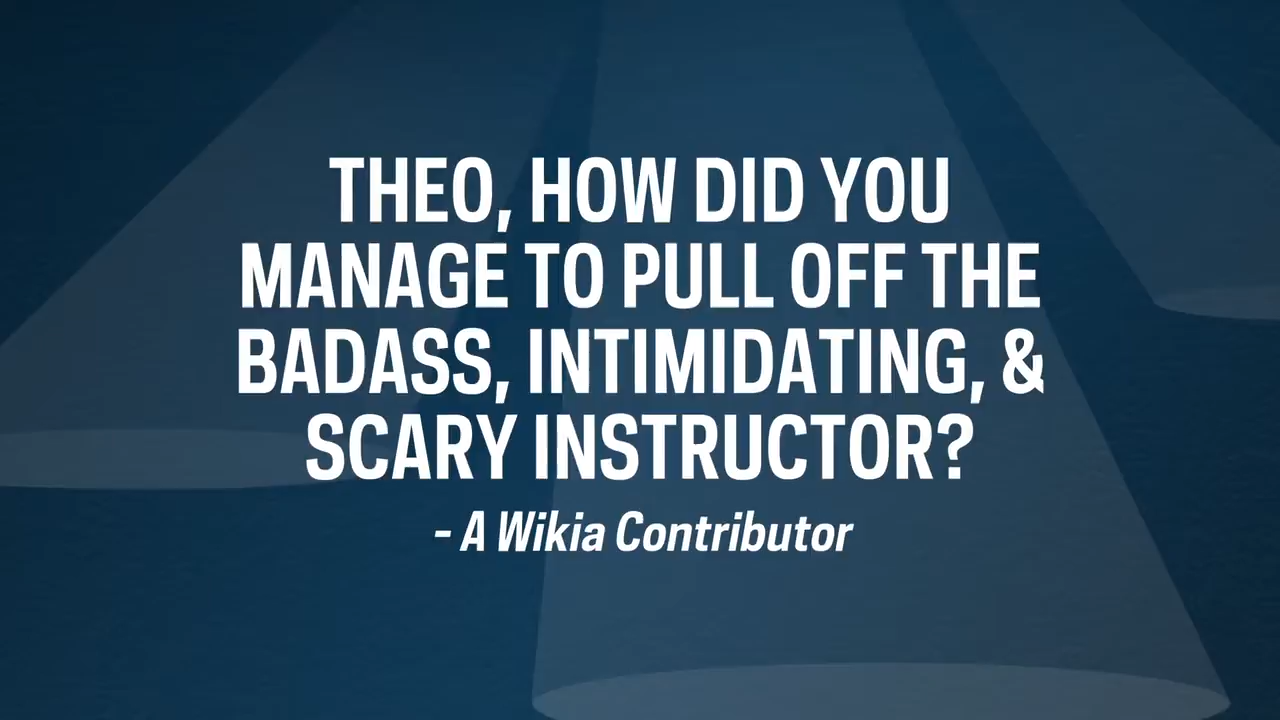 THEO, HOW DID YOU
MANAGE TO PULL OFF THE
BADASS, INTIMIDATING, &
SCARY INSTRUCTOR?
- A Wikia Contributor